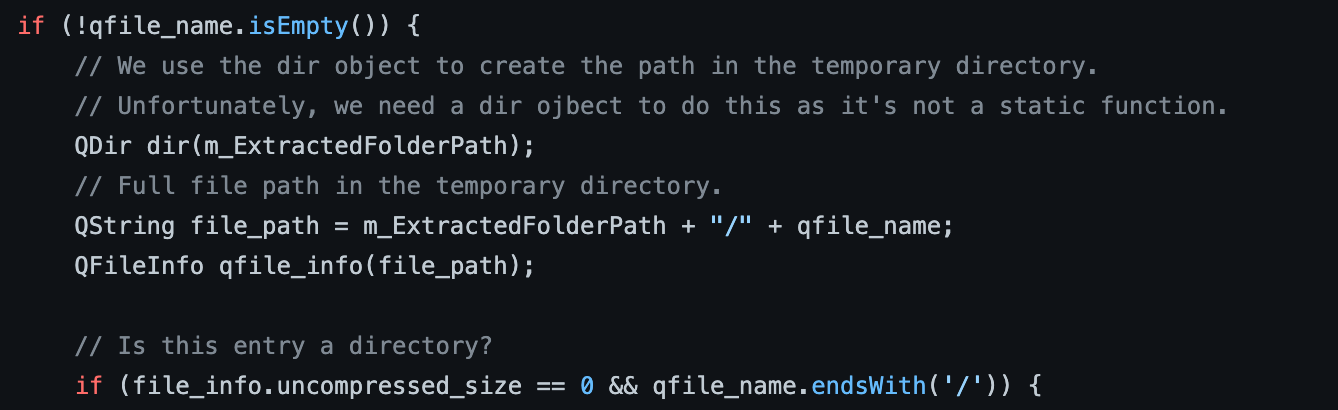 if (!qfile_name.isEmpty()) {
// We use the dir object to create the path in the temporary directory.
// Unfortunately, we need a dir ojbect to do this as it's not a static function.
QDir dir(m_ExtractedFolderPath);
// Full file path in the temporary directory.
QString file_path = m_ExtractedFolderPath + "/" + qfile_name;
QFileInfo qfile_info(file_path);
// Is this entry a directory?
if (file_info.uncompressed_size == 0 && qfile_name.endsWith('/')) {